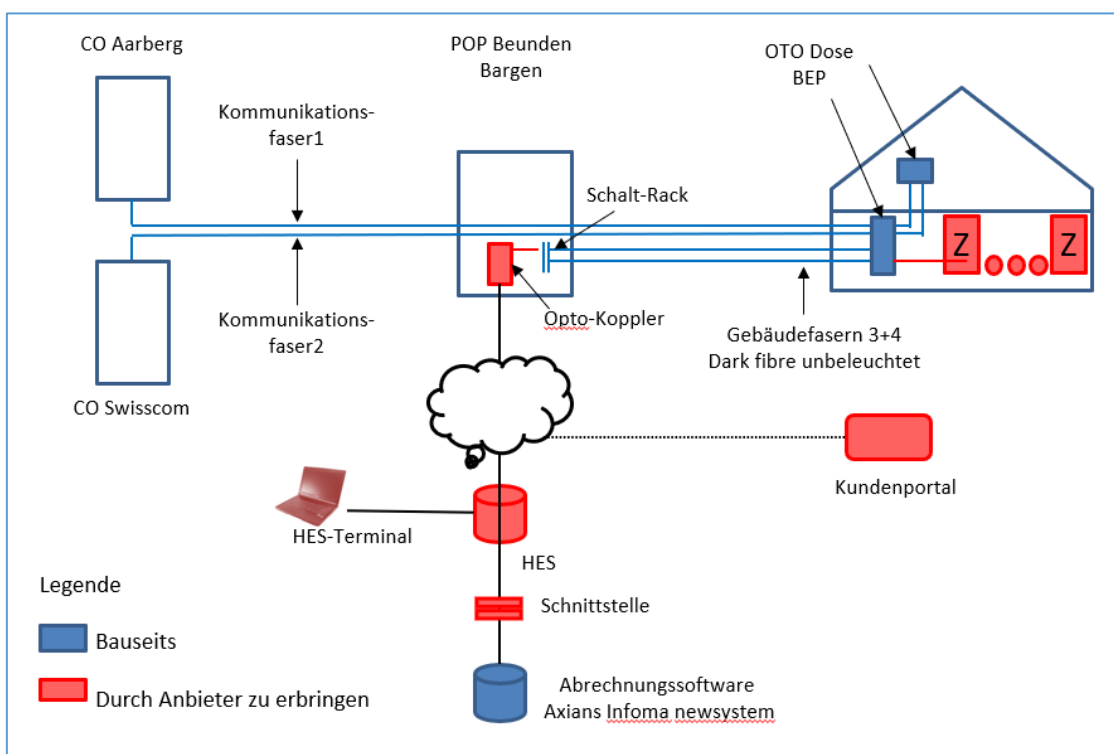 CO Aarberg
POP Beunden
Bargen
OTO Dose
BEP
Kommunikations-
faser1
Schalt-Rack
Z
Z
Kommunikations-
faser2
Opto-Koppler
Gebäudefasern 3+4
Dark fibre unbeleuchtet
CO Swisscom
Kundenportal
HES-Terminal
HES
Legende
Schnittstelle
Bauseits
Durch Anbieter zu erbringen
Abrechnungssoftware
Axians Infoma newsystem